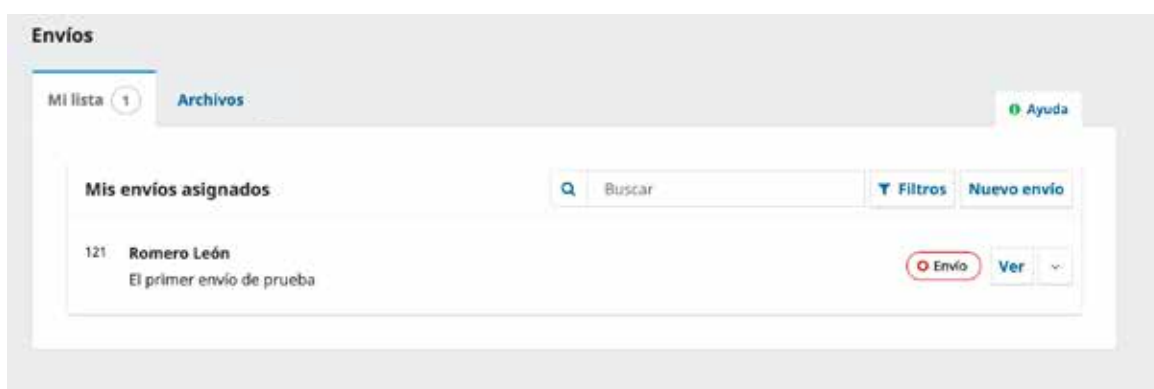 Envíos
Mi lista 1 Archivos
Ayuda
Mis envíos asignados Buscar Filtros Nuevo envío
121 Romero León Envío Ver
El primer envío de prueba